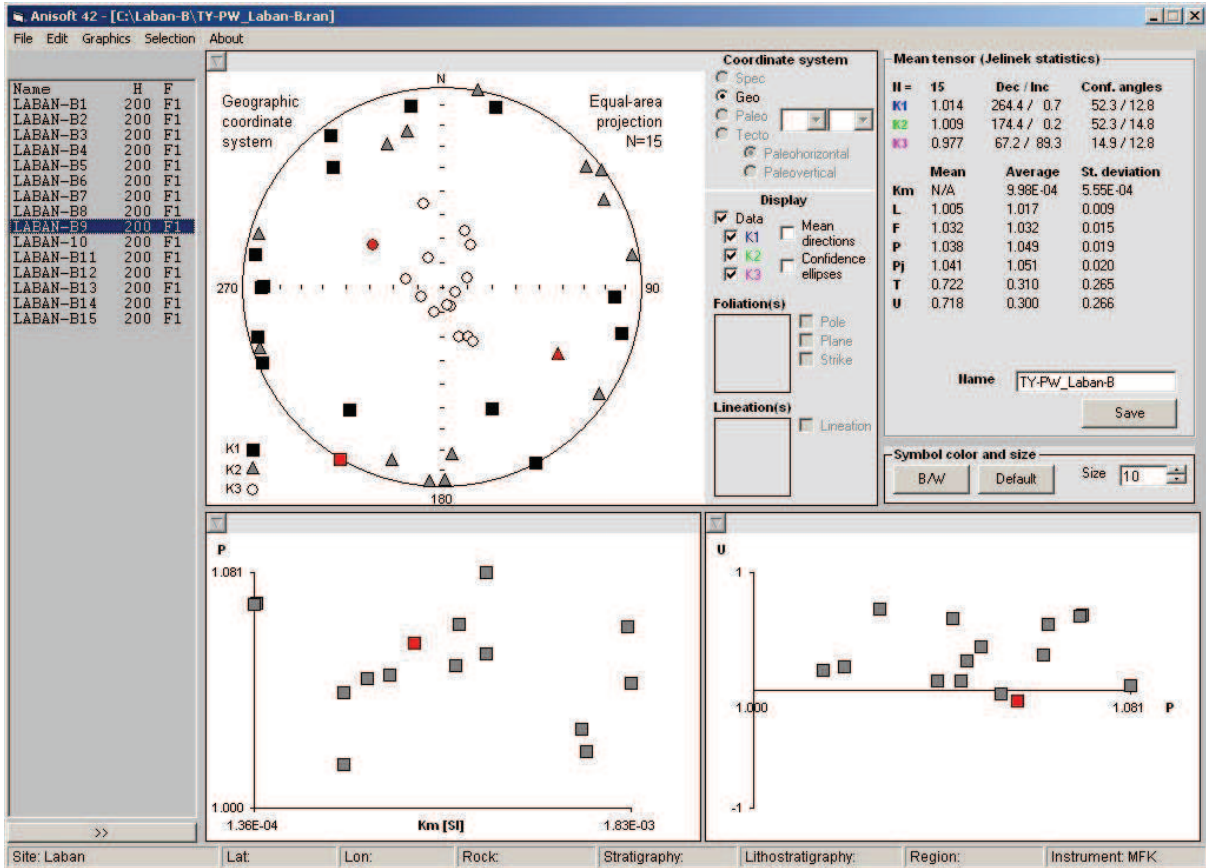 Anisoft 42 - [C:\Laban-B\TY-PW_Laban-B.ran]
File Edit Graphics Selection About
Name H F
LABAN-B1 200 F1
LABAN-B2 200 F1
LABAN-B3 200 F1
LABAN-B4 200 F1
LABAN-B5 200 F1
LABAN-B6 200 F1
LABAN-B7 200 F1
LABAN-B8 200 F1
LABAN-B9 200 F1
LABAN-10 200 F1
LABAN-B11 200 F1
LABAN-B12 200 F1
LABAN-B13 200 F1
LABAN-B14 200 F1
LABAN-B15 200 F1
>>
Geographic
coordinate
system
N
Equal-area
projection
N=15
270
90
180
K1
K2
K3
Coordinate system
Spec
Geo
Paleo
Tecto
Paleohorizontal
Paleovertical
Display
Data
K1
K2
K3
Mean
directions
Confidence
ellipses
Foliation(s)
Pole
Plane
Strike
Lineation(s)
Lineation
Mean tensor (Jelinek statistics)
N = 15 Dec / Inc Conf. angles
K1 1.014 264.4 / 0.7 52.3 / 12.8
K2 1.009 174.4 / 0.2 52.3 / 14.8
K3 0.977 67.2 / 89.3 14.9 / 12.8
Mean Average St. deviation
Km N/A 9.98E-04 5.55E-04
L 1.005 1.017 0.009
F 1.032 1.032 0.015
P 1.038 1.049 0.019
Pj 1.041 1.051 0.020
T 0.722 0.310 0.265
U 0.718 0.300 0.266
Name TY-PW_Laban-B
Save
Symbol color and size
B/W Default Size 10
P
1.081
1.000
1.36E-04 Km [SI] 1.83E-03
U
1
1.000 1.081 P
-1
Site: Laban Lat: Lon: Rock: Stratigraphy: Lithostratigraphy: Region: Instrument: MFK